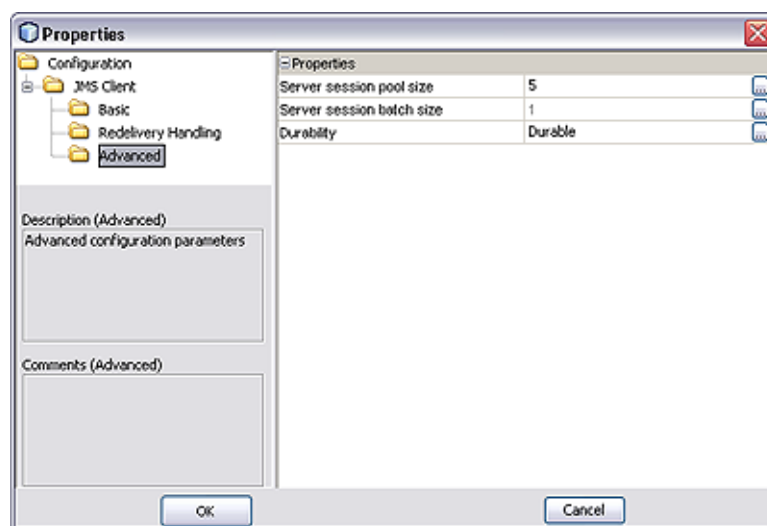 Properties
Configuration
JMS Client
Basic
Redelivery Handling
Advanced
Description (Advanced)
Advanced configuration parameters
Comments (Advanced)
Properties
Server session pool size 5 ...
Server session batch size 1 ...
Durability Durable ...
OK Cancel